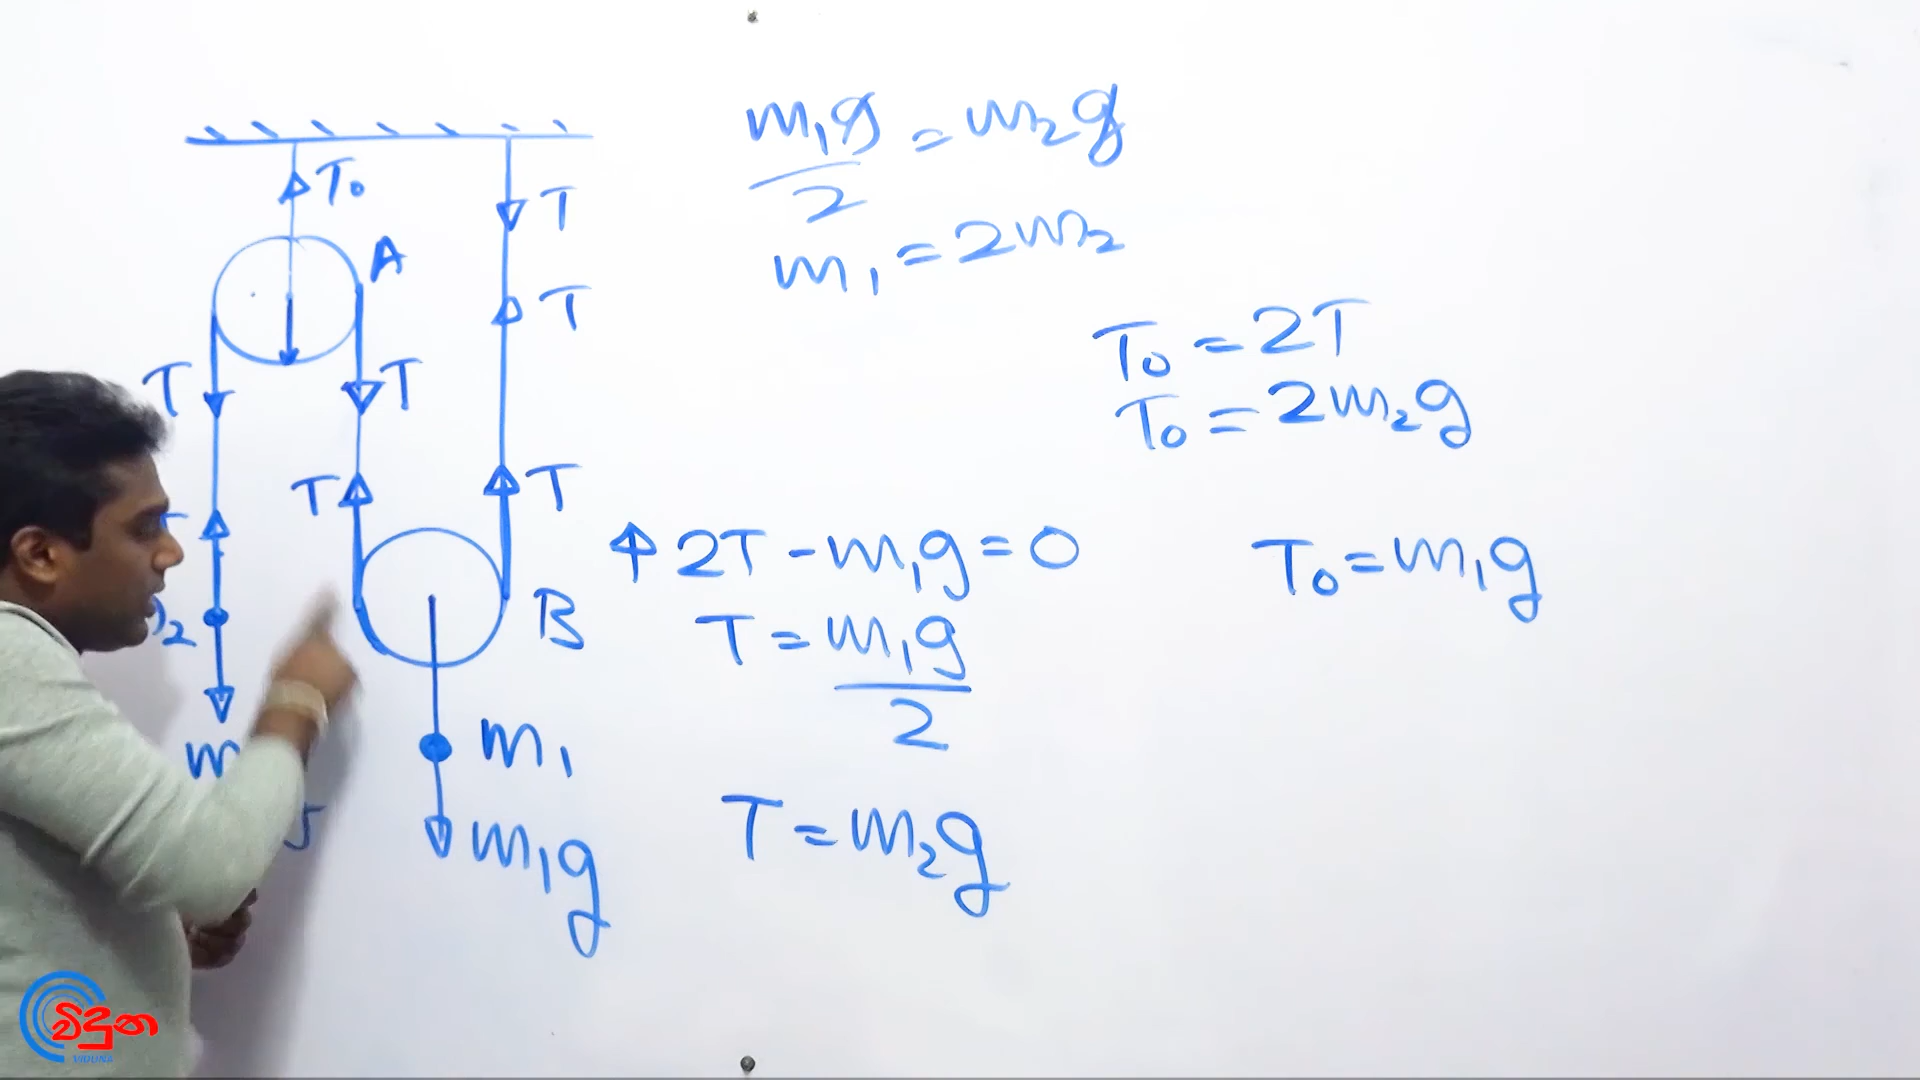 T₀
A
T
T
T
T
T
T
B
m₁
m₁g
m₁g/2 = m₂g
m₁ = 2m₂
T₀ = 2T
T₀ = 2m₂g
↑ 2T - m₁g = 0
T = m₁g/2
T = m₂g
T₀ = m₁g
විදුන
VIDUNA